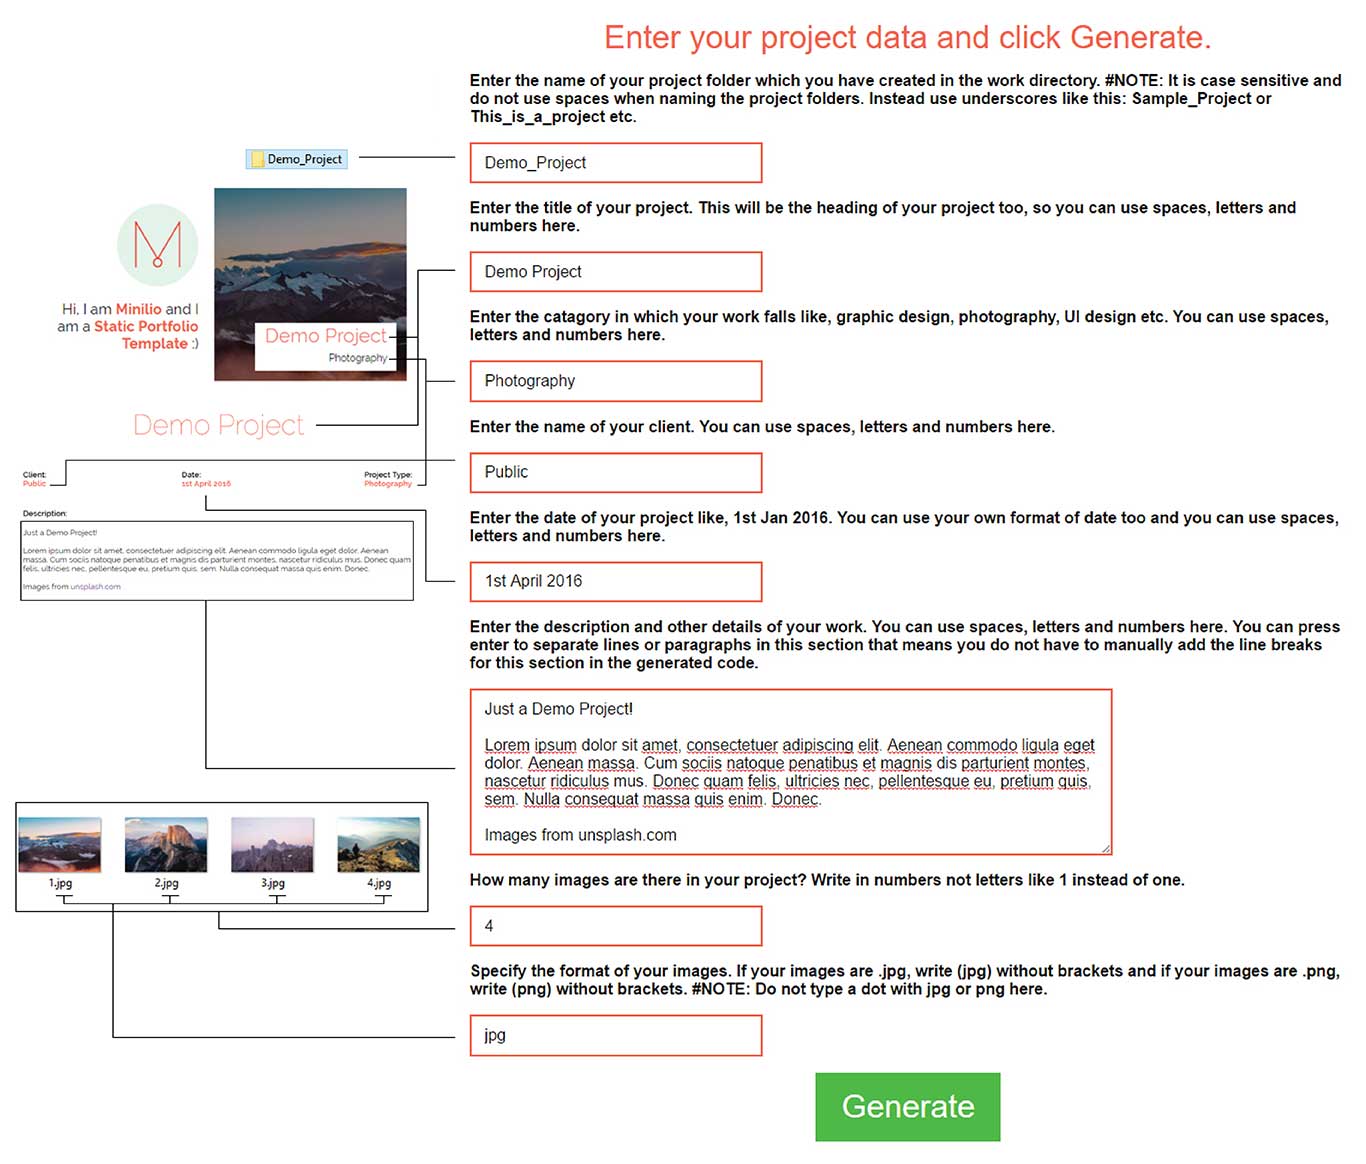 Enter your project data and click Generate.
Enter the name of your project folder which you have created in the work directory. #NOTE: It is case sensitive and
do not use spaces when naming the project folders. Instead use underscores like this: Sample_Project or
This_is_a_project etc.
Demo_Project
Demo_Project
Enter the title of your project. This will be the heading of your project too, so you can use spaces, letters and
numbers here.
Demo Project
M
Hi, I am Minilio and I
am a Static Portfolio
Template :)
Demo Project
Photography
Enter the catagory in which your work falls like, graphic design, photography, UI design etc. You can use spaces,
letters and numbers here.
Photography
Demo Project
Enter the name of your client. You can use spaces, letters and numbers here.
Public
Client:
Public
Date:
1st April 2016
Project Type:
Photography
Enter the date of your project like, 1st Jan 2016. You can use your own format of date too and you can use spaces,
letters and numbers here.
1st April 2016
Description:
Just a Demo Project!
Lorem ipsum dolor sit amet, consectetuer adipiscing elit. Aenean commodo ligula eget dolor. Aenean
massa. Cum sociis natoque penatibus et magnis dis parturient montes, nascetur ridiculus mus. Donec quam
felis, ultricies nec, pellentesque eu, pretium quis, sem. Nulla consequat massa quis enim. Donec.
Images from unsplash.com
Enter the description and other details of your work. You can use spaces, letters and numbers here. You can press
enter to separate lines or paragraphs in this section that means you do not have to manually add the line breaks
for this section in the generated code.
Just a Demo Project!
Lorem ipsum dolor sit amet, consectetuer adipiscing elit. Aenean commodo ligula eget
dolor. Aenean massa. Cum sociis natoque penatibus et magnis dis parturient montes,
nascetur ridiculus mus. Donec quam felis, ultricies nec, pellentesque eu, pretium quis,
sem. Nulla consequat massa quis enim. Donec.
Images from unsplash.com
1.jpg
2.jpg
3.jpg
4.jpg
How many images are there in your project? Write in numbers not letters like 1 instead of one.
4
Specify the format of your images. If your images are .jpg, write (jpg) without brackets and if your images are .png,
write (png) without brackets. #NOTE: Do not type a dot with jpg or png here.
jpg
Generate